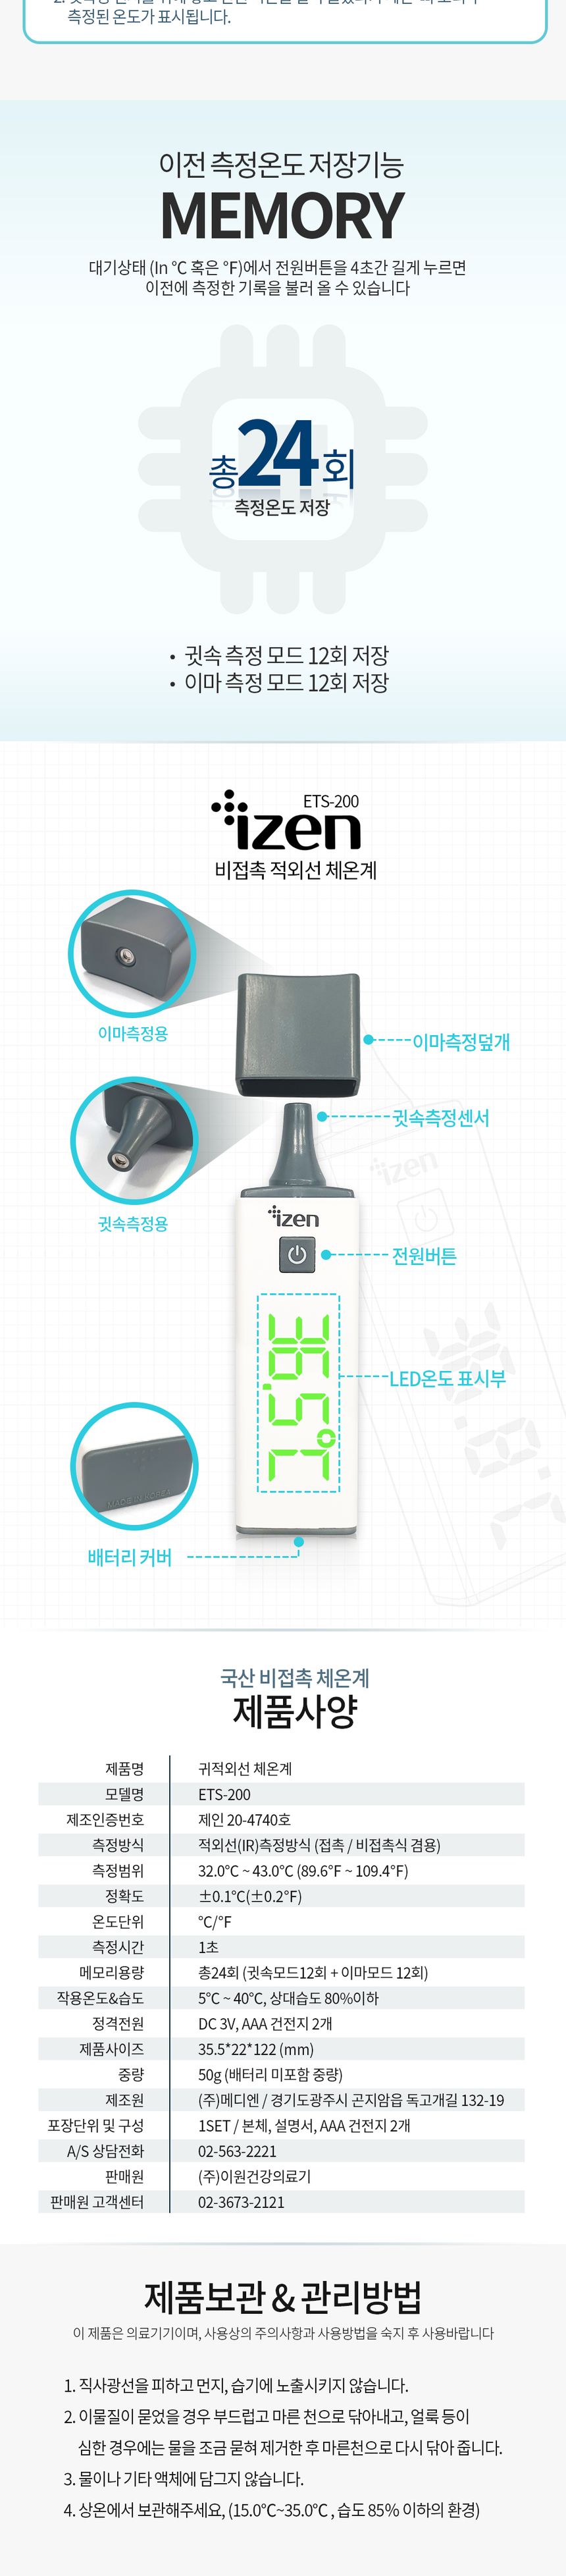 측정된 온도가 표시됩니다.
이전 측정온도 저장기능
MEMORY
대기상태 (In °C 혹은 °F)에서 전원버튼을 4초간 길게 누르면
이전에 측정한 기록을 불러 올 수 있습니다
총24회
측정온도 저장
• 귓속 측정 모드 12회 저장
• 이마 측정 모드 12회 저장
ETS-200
izen
비접촉 적외선 체온계
이마측정용
이마측정덮개
귓속측정센서
귓속측정용
izen
izen
전원버튼
36.5°
LED온도 표시부
배터리 커버
국산 비접촉 체온계
제품사양
제품명 귀적외선 체온계
모델명 ETS-200
제조인증번호 제인 20-4740호
측정방식 적외선(IR)측정방식 (접촉 / 비접촉식 겸용)
측정범위 32.0°C ~ 43.0°C (89.6°F ~ 109.4°F)
정확도 ±0.1°C(±0.2°F)
온도단위 °C/°F
측정시간 1초
메모리용량 총24회 (귓속모드12회 + 이마모드 12회)
작용온도&습도 5°C ~ 40°C, 상대습도 80%이하
정격전원 DC 3V, AAA 건전지 2개
제품사이즈 35.5*22*122 (mm)
중량 50g (배터리 미포함 중량)
제조원 (주)메디엔 / 경기도광주시 곤지암읍 독고개길 132-19
포장단위 및 구성 1SET / 본체, 설명서, AAA 건전지 2개
A/S 상담전화 02-563-2221
판매원 (주)이원건강의료기
판매원 고객센터 02-3673-2121
제품보관 & 관리방법
이 제품은 의료기기이며, 사용상의 주의사항과 사용방법을 숙지 후 사용바랍니다
1. 직사광선을 피하고 먼지, 습기에 노출시키지 않습니다.
2. 이물질이 묻었을 경우 부드럽고 마른 천으로 닦아내고, 얼룩 등이
심한 경우에는 물을 조금 묻혀 제거한 후 마른천으로 다시 닦아 줍니다.
3. 물이나 기타 액체에 담그지 않습니다.
4. 상온에서 보관해주세요, (15.0°C~35.0°C , 습도 85% 이하의 환경)